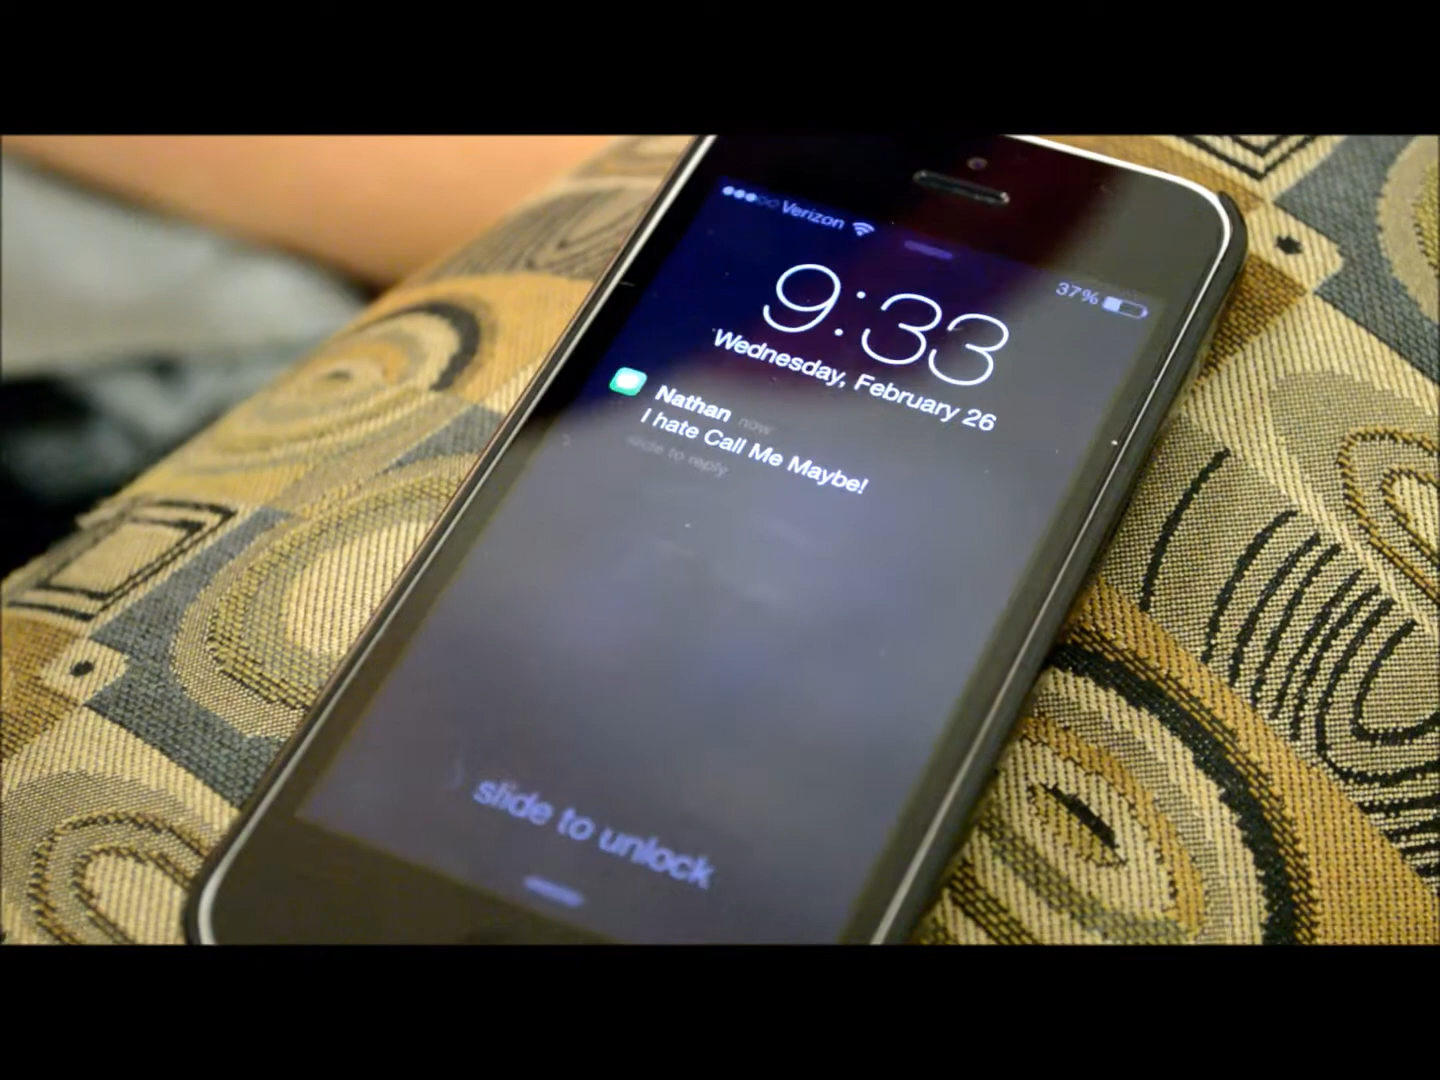 Verizon
37%
9:33
Wednesday, February 26
Nathan now
I hate Call Me Maybe!
slide to reply
slide to unlock